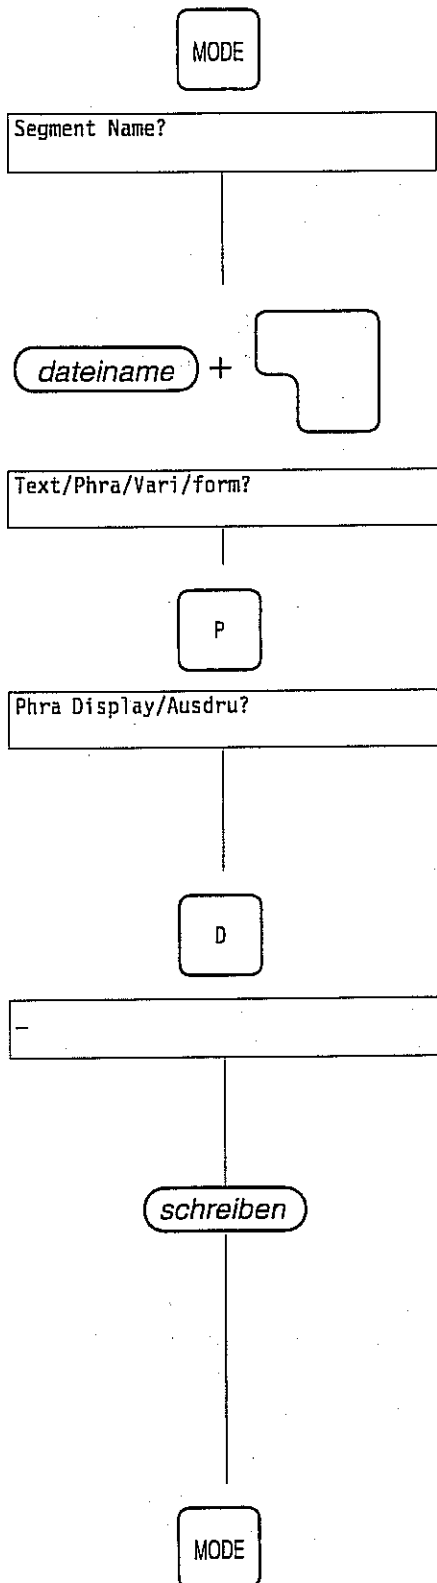 MODE
Segment Name?
dateiname +
Text/Phra/Vari/form?
P
Phra Display/Ausdru?
D
_
schreiben
MODE